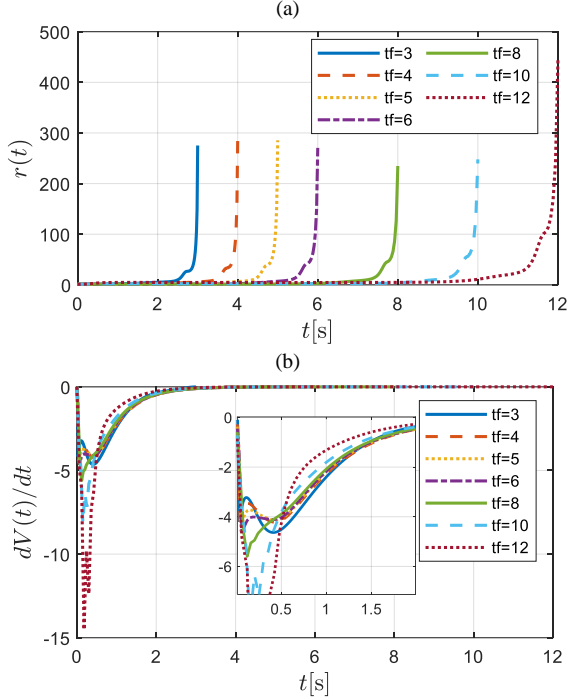 (a)
500
400
300
200
100
0
r(t)
tf=3
tf=4
tf=5
tf=6
tf=8
tf=10
tf=12
0 2 4 6 8 10 12
t[s]
(b)
0
-5
-10
-15
dV(t)/dt
0
-2
-4
-6
0.5 1 1.5
tf=3
tf=4
tf=5
tf=6
tf=8
tf=10
tf=12
0 2 4 6 8 10 12
t[s]